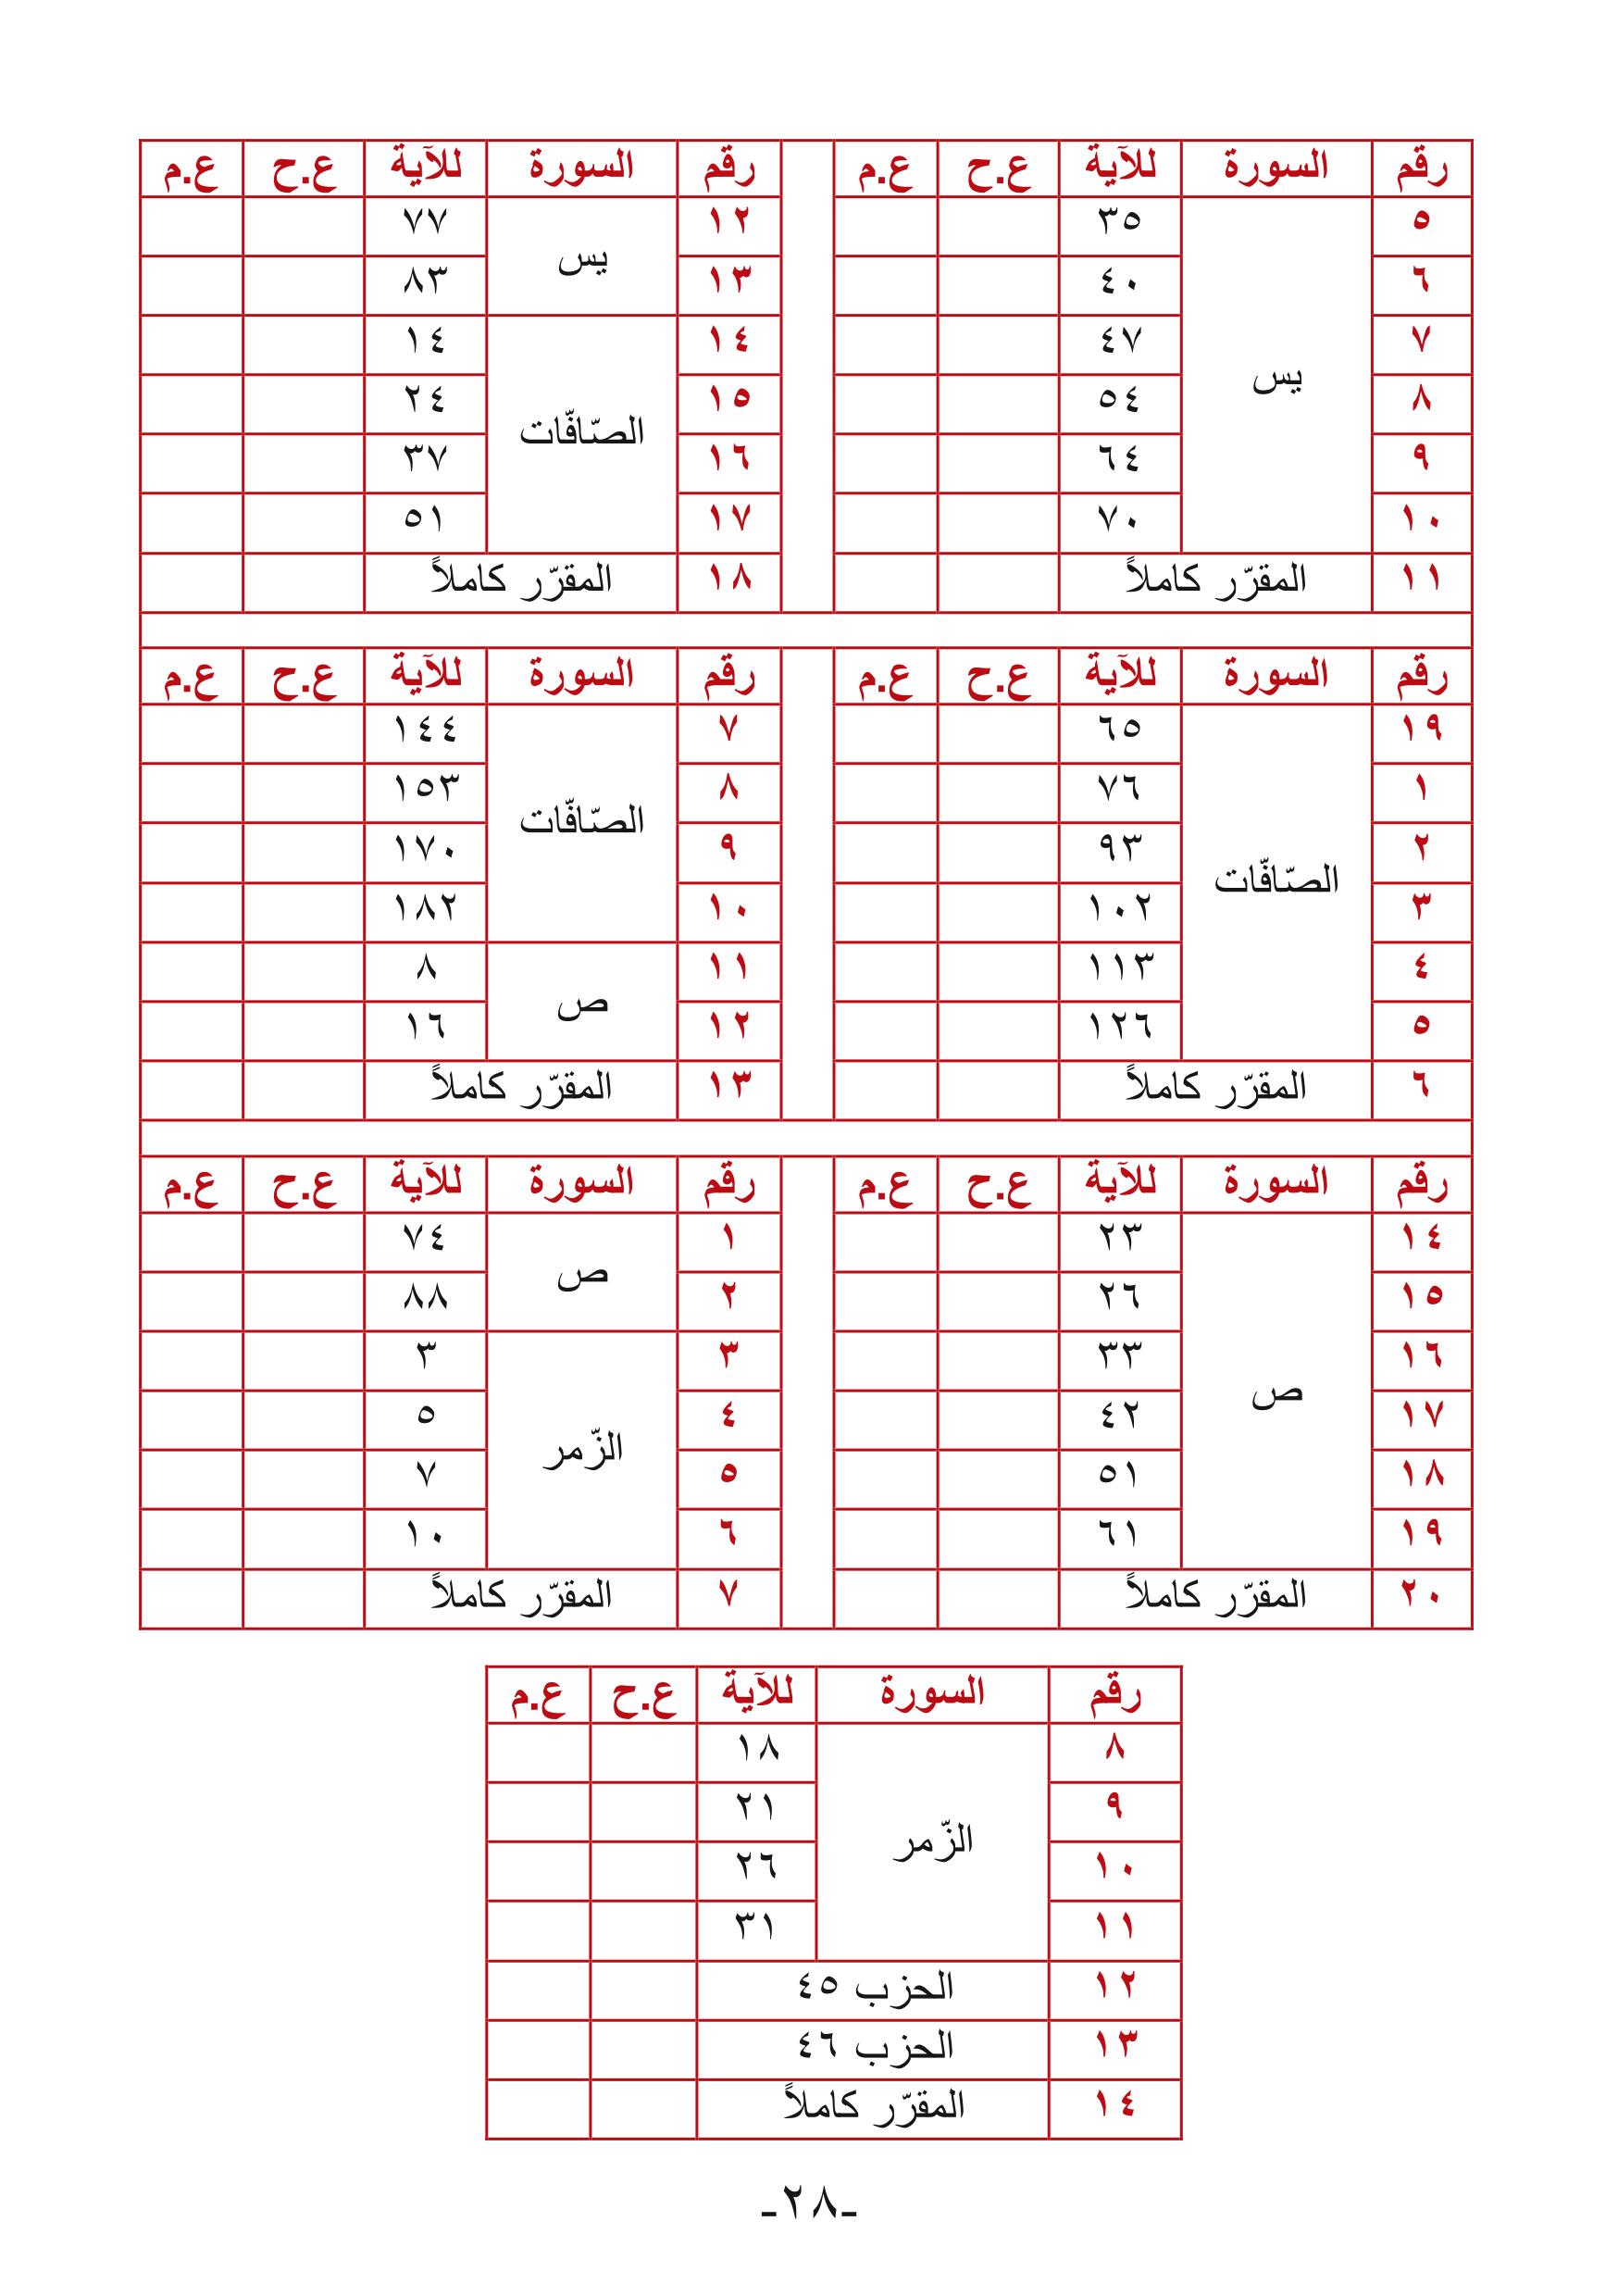 رقم السورة للآية ع.ح ع.م رقم السورة للآية ع.ح ع.م
٥ يس ٣٥ ١٢ يس ٧٧
٦ ٤٠ ١٣ ٨٣
٧ ٤٧ ١٤ الصّافّات ١٤
٨ ٥٤ ١٥ ٢٤
٩ ٦٤ ١٦ ٣٧
١٠ ٧٠ ١٧ ٥١
١١ المقرّر كاملاً ١٨ المقرّر كاملاً
رقم السورة للآية ع.ح ع.م رقم السورة للآية ع.ح ع.م
١٩ الصّافّات ٦٥ ٧ الصّافّات ١٤٤
١ ٧٦ ٨ ١٥٣
٢ ٩٣ ٩ ١٧٠
٣ ١٠٢ ١٠ ١٨٢
٤ ١١٣ ١١ ص ٨
٥ ١٢٦ ١٢ ١٦
٦ المقرّر كاملاً ١٣ المقرّر كاملاً
رقم السورة للآية ع.ح ع.م رقم السورة للآية ع.ح ع.م
١٤ ص ٢٣ ١ ص ٧٤
١٥ ٢٦ ٢ ٨٨
١٦ ٣٣ ٣ الزّمر ٣
١٧ ٤٢ ٤ ٥
١٨ ٥١ ٥ ٧
١٩ ٦١ ٦ ١٠
٢٠ المقرّر كاملاً ٧ المقرّر كاملاً
رقم السورة للآية ع.ح ع.م
٨ الزّمر ١٨
٩ ٢١
١٠ ٢٦
١١ ٣١
١٢ الحزب ٤٥
١٣ الحزب ٤٦
١٤ المقرّر كاملاً
-٢٨-